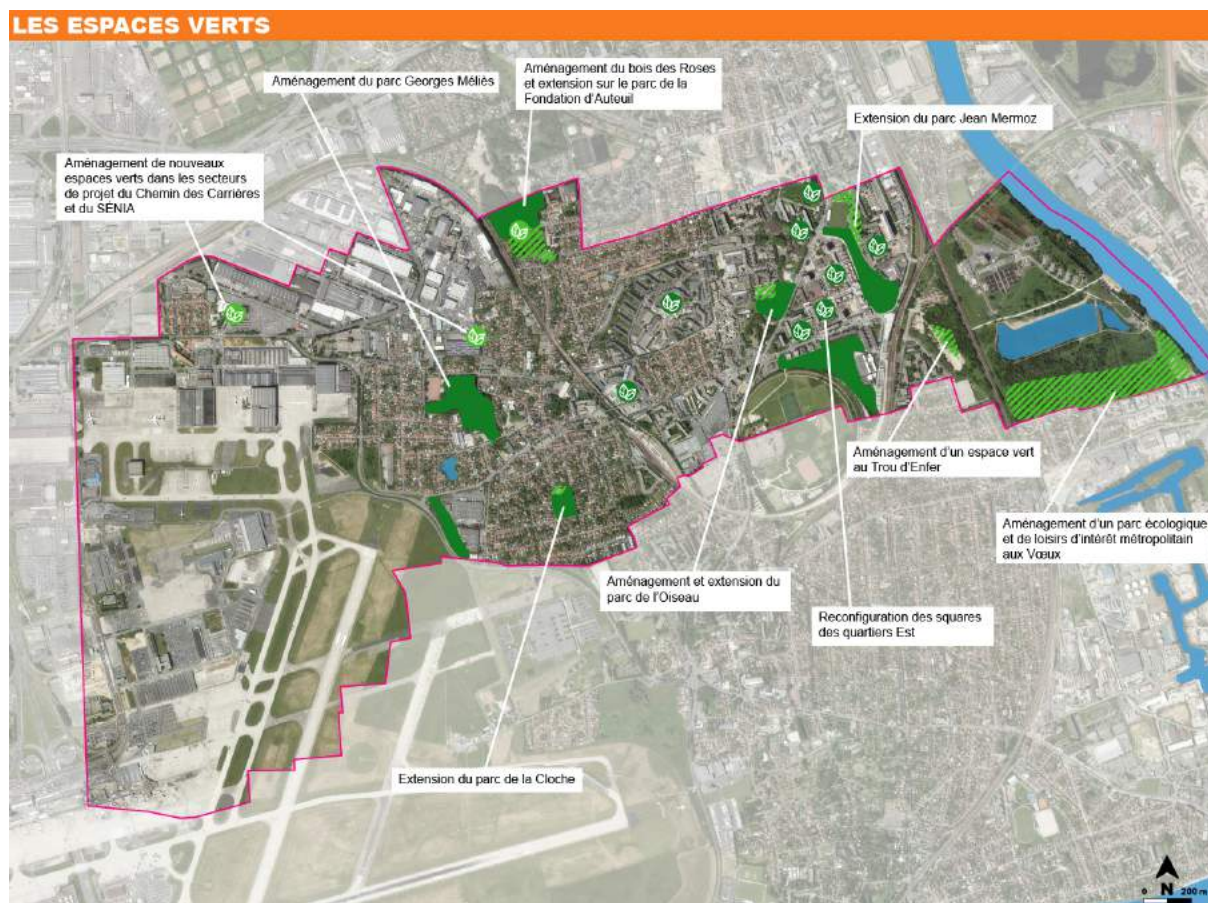 LES ESPACES VERTS
Aménagement du parc Georges Méliès
Aménagement du bois des Roses
et extension sur le parc de la
Fondation d'Auteuil
Extension du parc Jean Mermoz
Aménagement de nouveaux
espaces verts dans les secteurs
de projet du Chemin des Carrières
et du SÉNIA
Aménagement d'un espace vert
au Trou d'Enfer
Aménagement d'un parc écologique
et de loisirs d'intérêt métropolitain
aux Vœux
Aménagement et extension du
parc de l'Oiseau
Reconfiguration des squares
des quartiers Est
Extension du parc de la Cloche
N
0 200 m